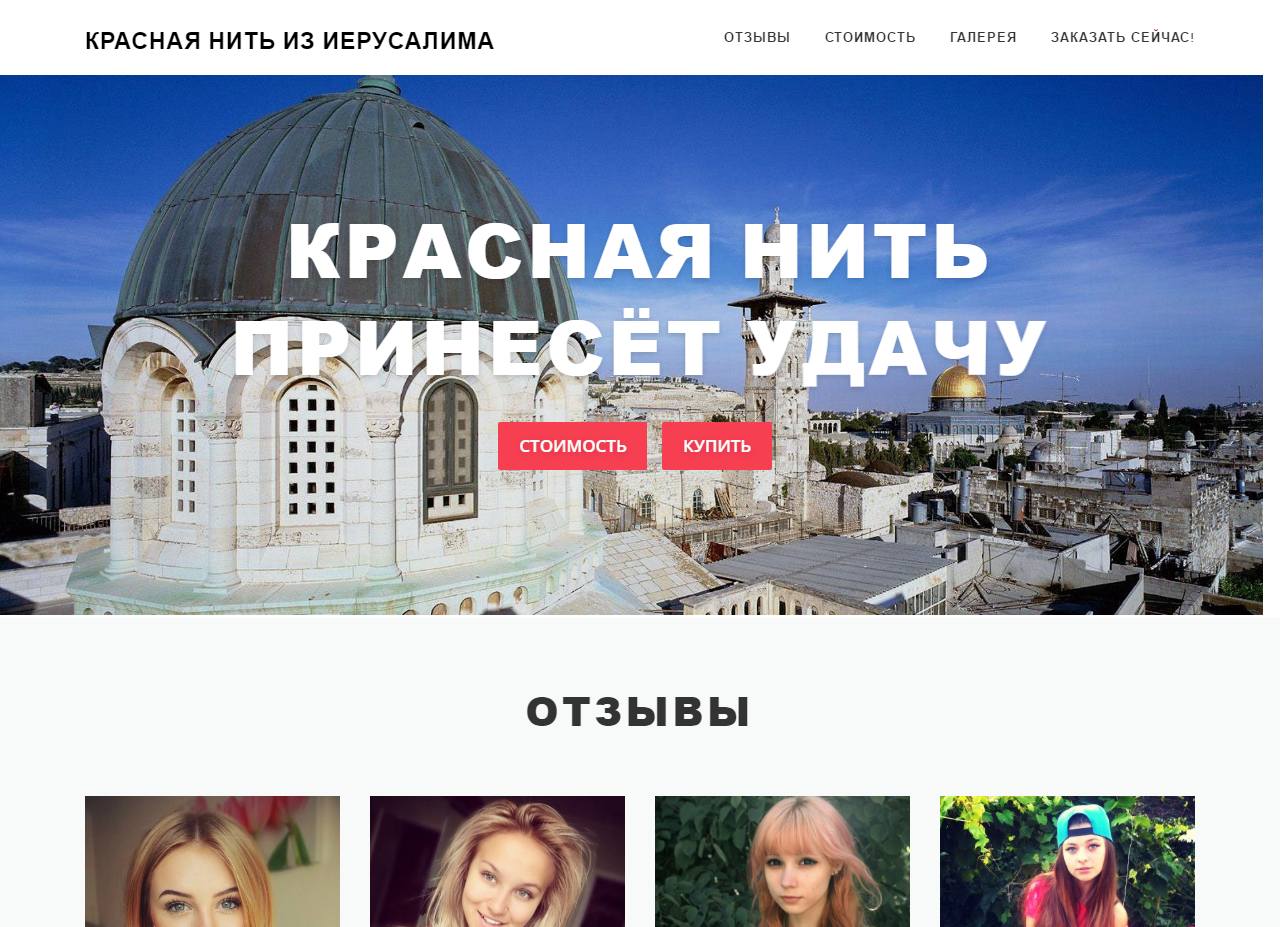 КРАСНАЯ НИТЬ ИЗ ИЕРУСАЛИМА
ОТЗЫВЫ
СТОИМОСТЬ
ГАЛЕРЕЯ
ЗАКАЗАТЬ СЕЙЧАС!
КРАСНАЯ НИТЬ
ПРИНЕСЁТ УДАЧУ
СТОИМОСТЬ
КУПИТЬ
ОТЗЫВЫ